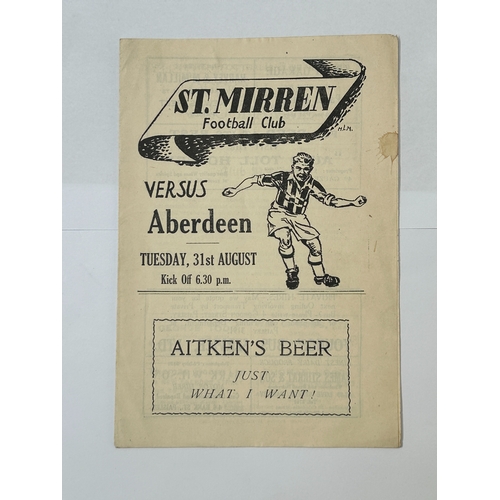 ST. MIRREN
Football Club
H.L.M.
VERSUS
Aberdeen
TUESDAY, 31st AUGUST
Kick Off 6.30 p.m.
AITKEN'S BEER
JUST
WHAT I WANT!